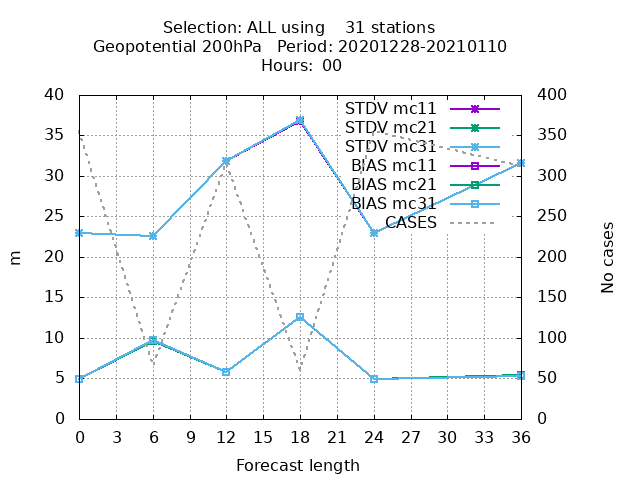 Selection: ALL using    31 stations
Geopotential 200hPa   Period: 20201228-20210110
Hours: 00
40
35
30
25
20
15
10
5
0
m
400
350
300
250
200
150
100
50
0
No cases
STDV mc11
STDV mc21
STDV mc31
BIAS mc11
BIAS mc21
BIAS mc31
CASES
0 3 6 9 12 15 18 21 24 27 30 33 36
Forecast length